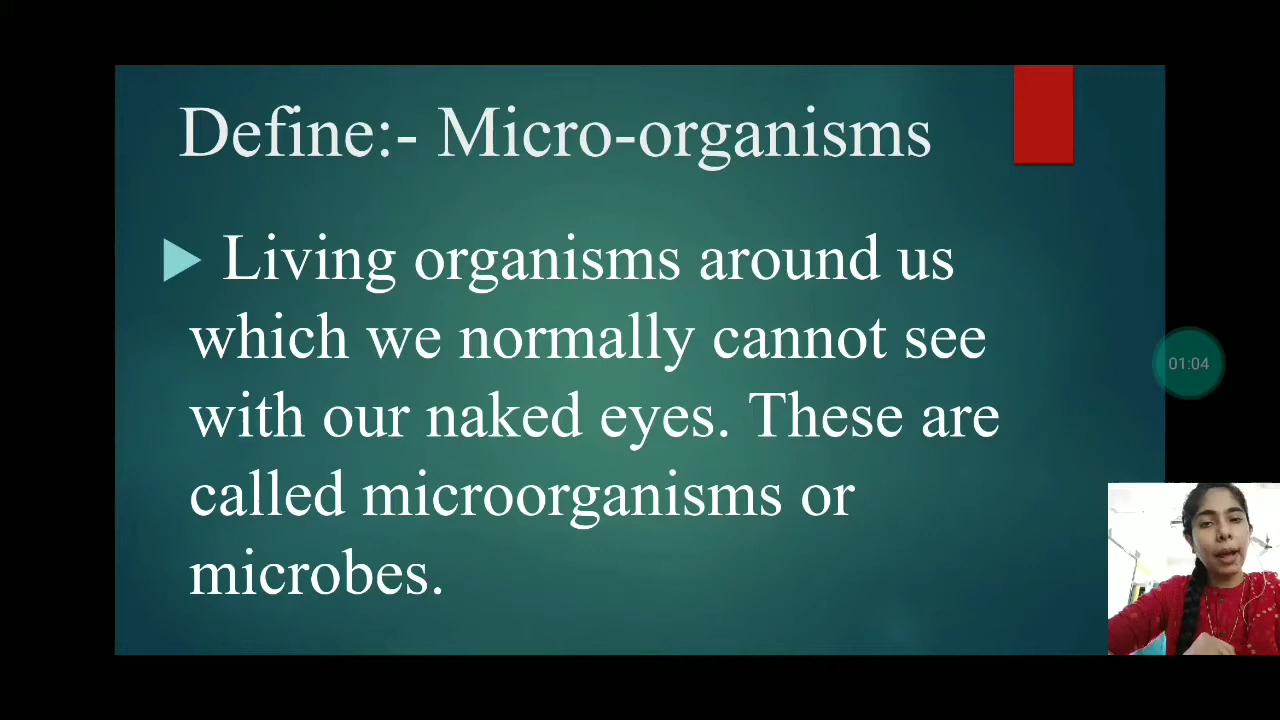 Define:- Micro-organisms
Living organisms around us
which we normally cannot see
with our naked eyes. These are
called microorganisms or
microbes.
01:04